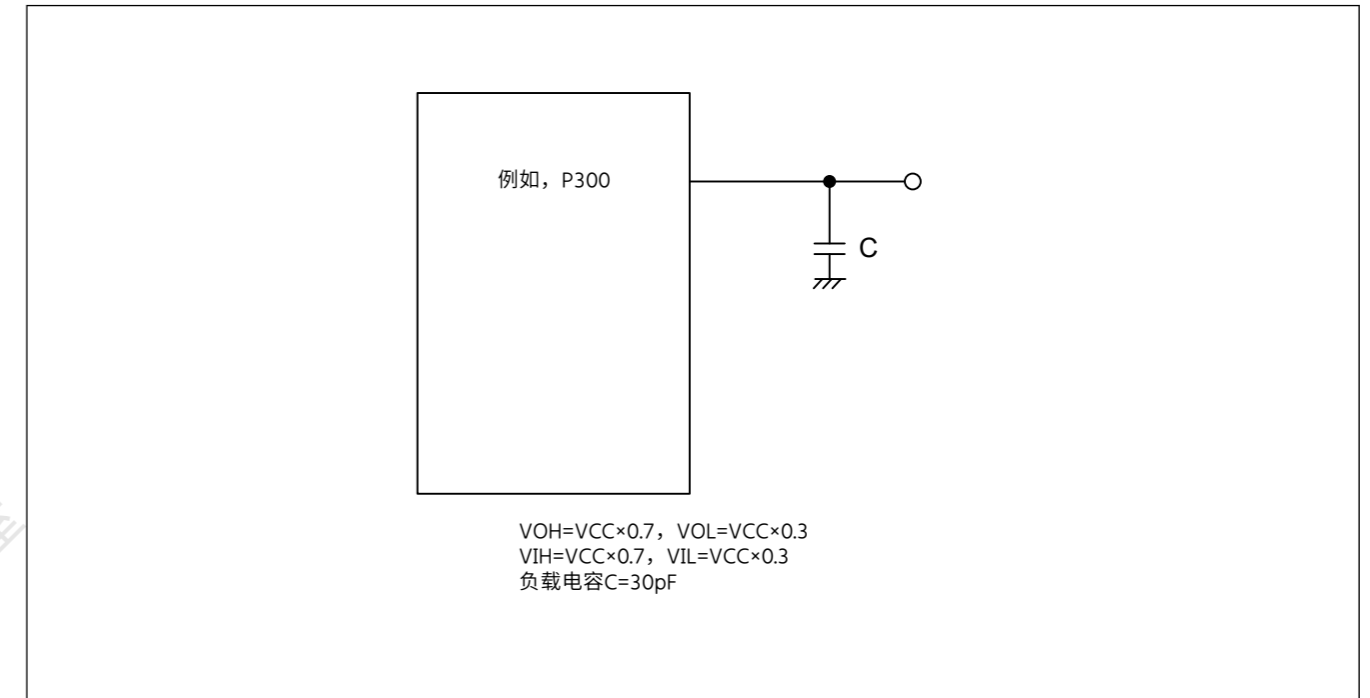 例如，P300
C
VOH=VCC×0.7，VOL=VCC×0.3
VIH=VCC×0.7，VIL=VCC×0.3
负载电容C=30pF